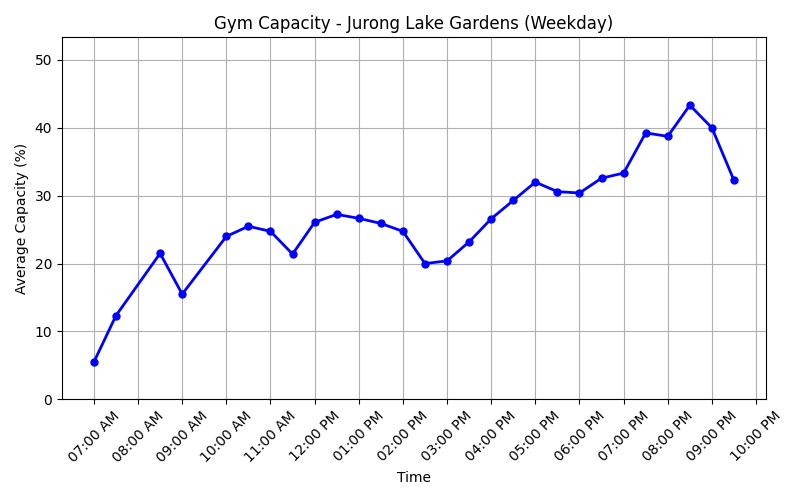 Gym Capacity - Jurong Lake Gardens (Weekday)
Average Capacity (%)
50
40
30
20
10
0
07:00 AM
08:00 AM
09:00 AM
10:00 AM
11:00 AM
12:00 PM
01:00 PM
02:00 PM
03:00 PM
04:00 PM
05:00 PM
06:00 PM
07:00 PM
08:00 PM
09:00 PM
10:00 PM
Time